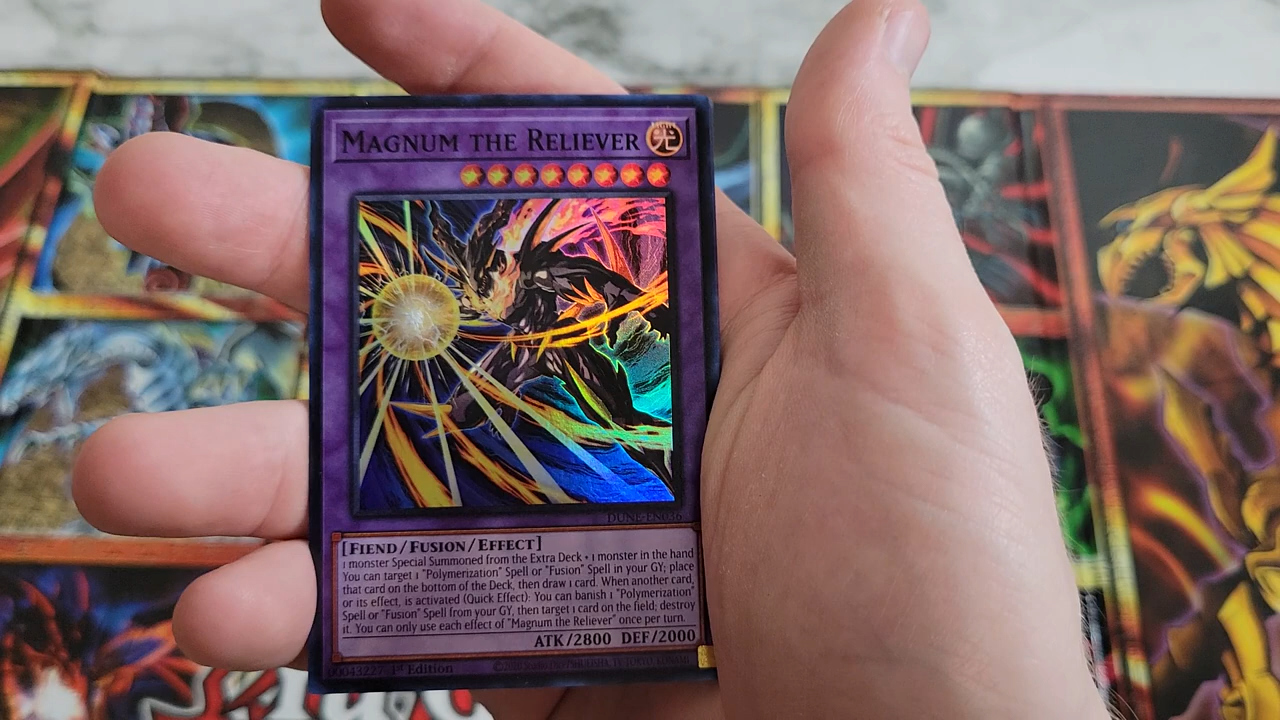 MAGNUM THE RELIEVER
光
DUNE-EN036
[FIEND/FUSION/EFFECT]
1 monster Special Summoned from the Extra Deck + 1 monster in the hand
You can target 1 "Polymerization" Spell or "Fusion" Spell in your GY; place
that card on the bottom of the Deck, then draw 1 card. When another card,
or its effect, is activated (Quick Effect): You can banish 1 "Polymerization"
Spell or "Fusion" Spell from your GY, then target 1 card on the field; destroy
it. You can only use each effect of "Magnum the Reliever" once per turn.
ATK/2800 DEF/2000
1st Edition